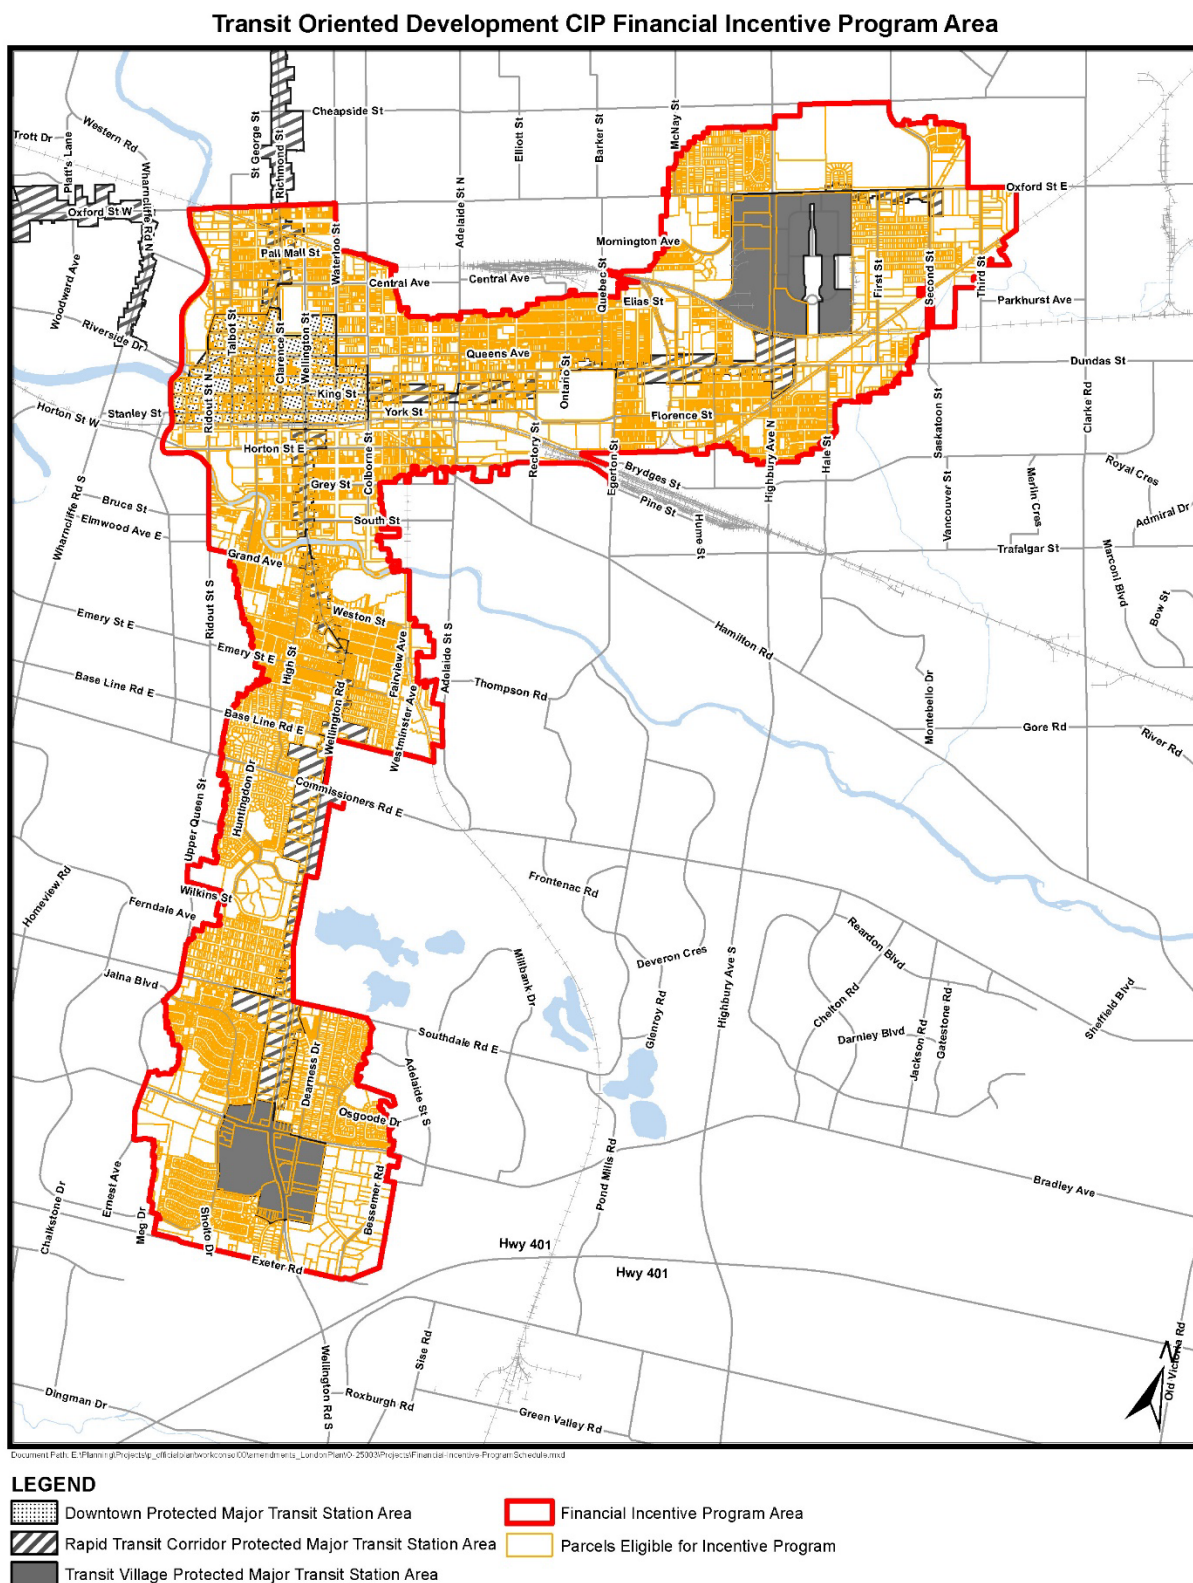 Transit Oriented Development CIP Financial Incentive Program Area
Cheapside St
Trott Dr
Western Rd
Platt's Lane
Wharncliffe Rd N
St George St
Richmond St
Elliott St
Barker St
McNay St
Adelaide St N
Oxford St W
Oxford St E
Woodward Ave
Pall Mall St
Waterloo St
Mornington Ave
Central Ave
Central Ave
Quebec St
Elias St
First St
Second St
Third St
Parkhurst Ave
Riverside Dr
Talbot St
Clarence St
Wellington St
Queens Ave
Ontario St
Dundas St
Ridout St N
King St
York St
Florence St
Stanley St
Horton St W
Horton St E
Colborne St
Rectory St
Egerton St
Highbury Ave N
Hale St
Saskatoon St
Clarke Rd
Grey St
Brydges St
Pine St
Hume St
Vancouver St
Merlin Cres
Royal Cres
Admiral Dr
Bruce St
Elmwood Ave E
South St
Wharncliffe Rd S
Grand Ave
Trafalgar St
Marconi Blvd
Bow St
Ridout St S
Weston St
Emery St E
Emery St E
High St
Fairview Ave
Adelaide St S
Hamilton Rd
Base Line Rd E
Base Line Rd E
Wellington Rd
Westminster Ave
Thompson Rd
Montebello Dr
Gore Rd
River Rd
Huntingdon Dr
Upper Queen St
Commissioners Rd E
Homeview Rd
Wilkins St
Ferndale Ave
Frontenac Rd
Reardon Blvd
Jalna Blvd
Millbank Dr
Deveron Cres
Highbury Ave S
Chelton Rd
Glenroy Rd
Darnley Blvd
Jackson Rd
Gatestone Rd
Sheffield Blvd
Southdale Rd E
Dearness Dr
Adelaide St S
Osgoode Dr
Ernest Ave
Chalkstone Dr
Meg Dr
Sholto Dr
Bessemer Rd
Pond Mills Rd
Bradley Ave
Exeter Rd
Hwy 401
Hwy 401
Wellington Rd S
Sise Rd
Roxburgh Rd
Green Valley Rd
Dingman Dr
Old Victoria Rd
N
LEGEND
Downtown Protected Major Transit Station Area
Rapid Transit Corridor Protected Major Transit Station Area
Transit Village Protected Major Transit Station Area
Financial Incentive Program Area
Parcels Eligible for Incentive Program